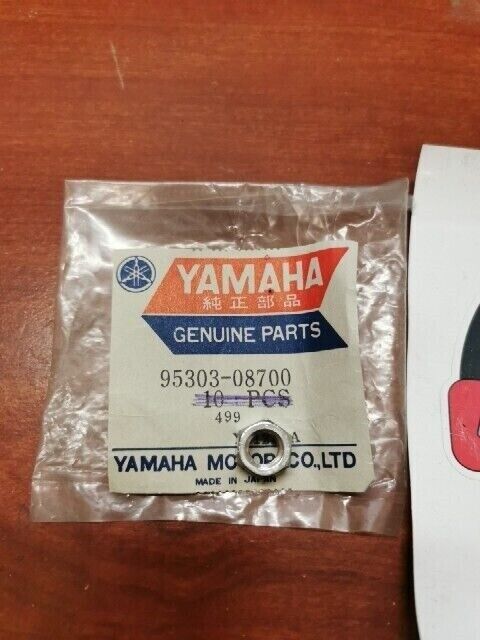 YAMAHA
純正部品
GENUINE PARTS
95303-08700
10 PCS
499
YAMAHA MOTOR CO.,LTD
MADE IN JAPAN